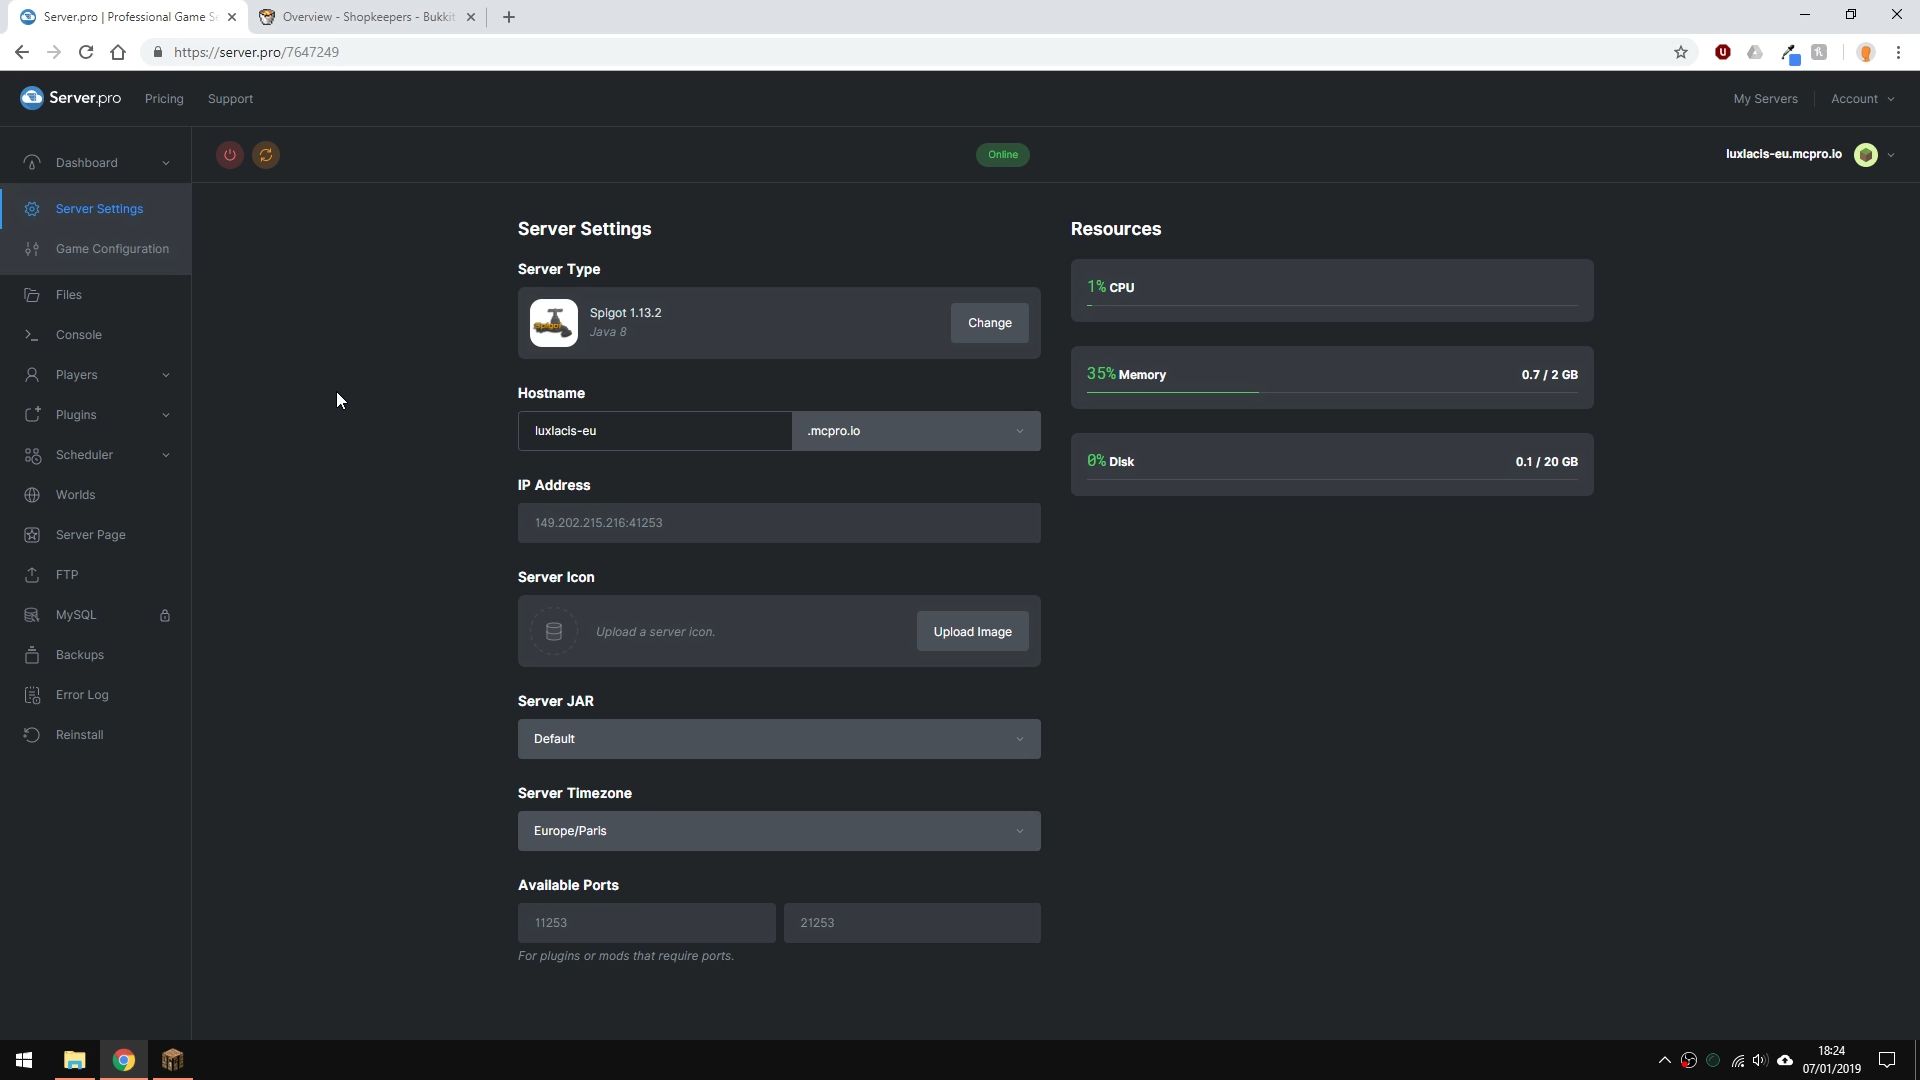 Server.pro | Professional Game Se
Overview - Shopkeepers - Bukkit
https://server.pro/7647249
Server.pro
Pricing
Support
My Servers
Account
Dashboard
Online
luxlacis-eu.mcpro.io
Server Settings
Game Configuration
Files
Console
Players
Plugins
Scheduler
Worlds
Server Page
FTP
MySQL
Backups
Error Log
Reinstall
Server Settings
Server Type
Spigot
Spigot 1.13.2
Java 8
Change
Hostname
luxlacis-eu
.mcpro.io
IP Address
149.202.215.216:41253
Server Icon
Upload a server icon.
Upload Image
Server JAR
Default
Server Timezone
Europe/Paris
Available Ports
11253
21253
For plugins or mods that require ports.
Resources
1% CPU
35% Memory
0.7 / 2 GB
0% Disk
0.1 / 20 GB
18:24
07/01/2019